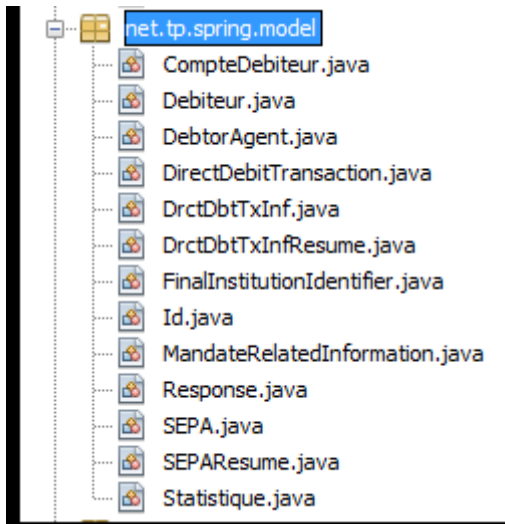 net.tp.spring.model
CompteDebiteur.java
Debiteur.java
DebtorAgent.java
DirectDebitTransaction.java
DrctDbtTxInf.java
DrctDbtTxInfResume.java
FinalInstitutionIdentifier.java
Id.java
MandateRelatedInformation.java
Response.java
SEPA.java
SEPAResume.java
Statistique.java